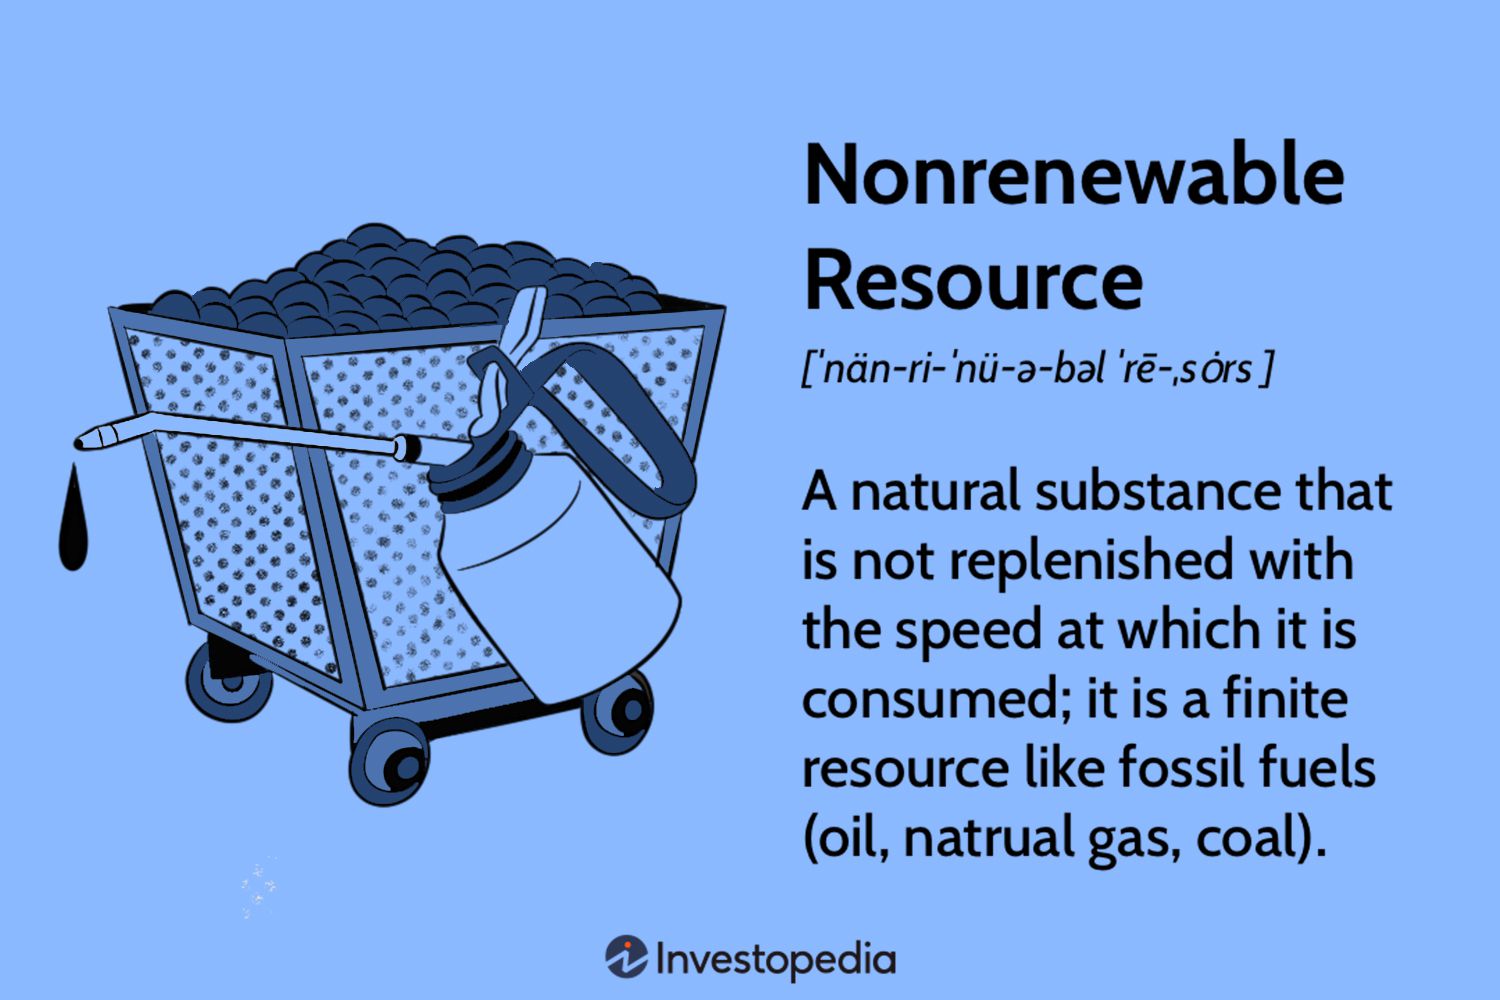 Nonrenewable
Resource
[ˈnän-ri-ˈnü-ə-bəl ˈrē-ˌsȯrs ]
A natural substance that
is not replenished with
the speed at which it is
consumed; it is a finite
resource like fossil fuels
(oil, natrual gas, coal).
Investopedia